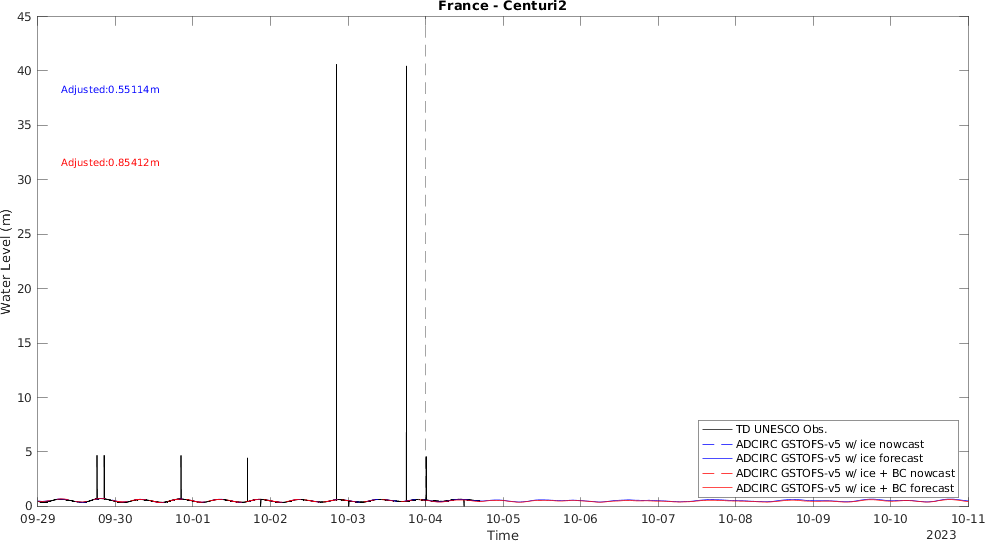 France - Centuri2
45
40
35
30
25
20
15
10
5
0
Water Level (m)
Adjusted:0.55114m
Adjusted:0.85412m
TD UNESCO Obs.
ADCIRC GSTOFS-v5 w/ ice nowcast
ADCIRC GSTOFS-v5 w/ ice forecast
ADCIRC GSTOFS-v5 w/ ice + BC nowcast
ADCIRC GSTOFS-v5 w/ ice + BC forecast
09-29 09-30 10-01 10-02 10-03 10-04 10-05 10-06 10-07 10-08 10-09 10-10 10-11
Time
2023